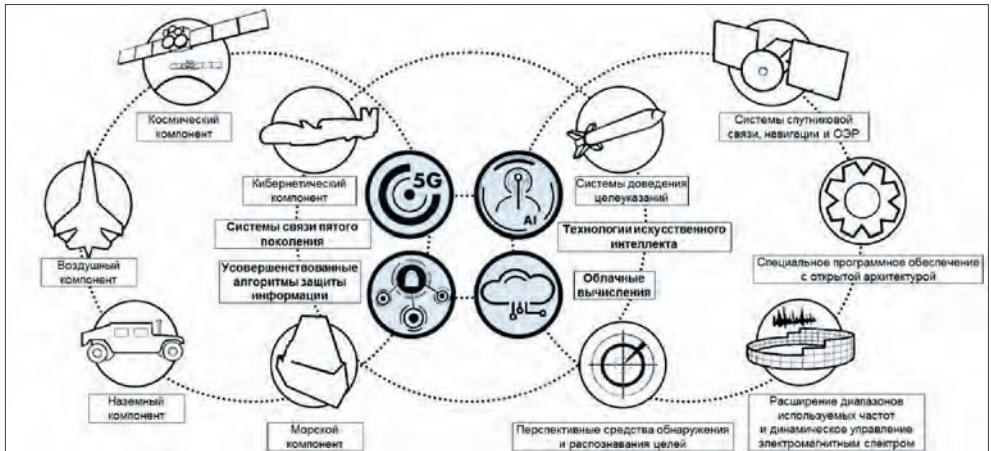 Космический
компонент
Системы спутниковой
связи, навигации и ОЭР
Кибернетический
компонент
5G
AI
Системы доведения
целеуказаний
Системы связи пятого
поколения
Технологии искусственного
интеллекта
Воздушный
компонент
Усовершенствованные
алгоритмы защиты
информации
Облачные
вычисления
Специальное программное обеспечение
с открытой архитектурой
Наземный
компонент
Морской
компонент
Перспективные средства обнаружения
и распознавания целей
Расширение диапазонов
используемых частот
и динамическое управление
электромагнитным спектром